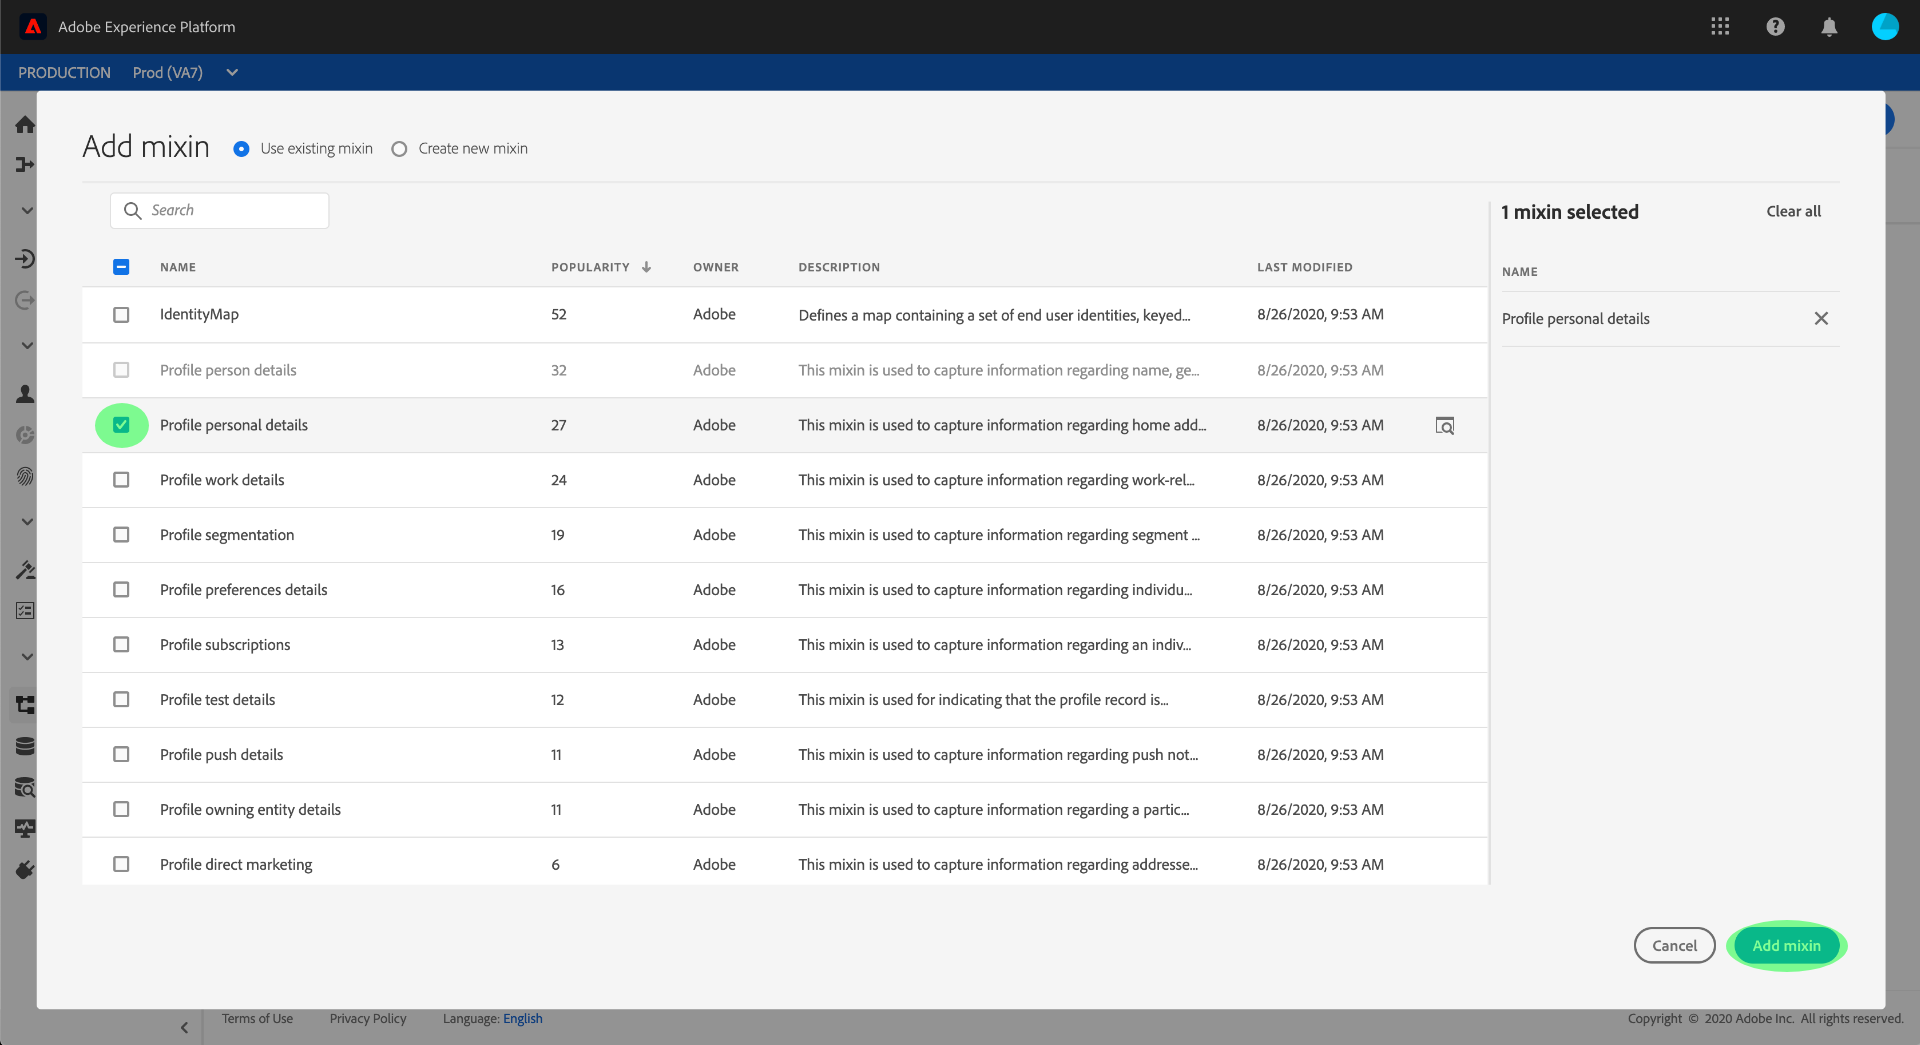 Adobe Experience Platform
PRODUCTION Prod (VA7)
Add mixin Use existing mixin Create new mixin
Search
1 mixin selected Clear all
NAME POPULARITY OWNER DESCRIPTION LAST MODIFIED
NAME
IdentityMap 52 Adobe Defines a map containing a set of end user identities, keyed... 8/26/2020, 9:53 AM
Profile personal details
Profile person details 32 Adobe This mixin is used to capture information regarding name, ge... 8/26/2020, 9:53 AM
Profile personal details 27 Adobe This mixin is used to capture information regarding home add... 8/26/2020, 9:53 AM
Profile work details 24 Adobe This mixin is used to capture information regarding work-rel... 8/26/2020, 9:53 AM
Profile segmentation 19 Adobe This mixin is used to capture information regarding segment ... 8/26/2020, 9:53 AM
Profile preferences details 16 Adobe This mixin is used to capture information regarding individu... 8/26/2020, 9:53 AM
Profile subscriptions 13 Adobe This mixin is used to capture information regarding an indiv... 8/26/2020, 9:53 AM
Profile test details 12 Adobe This mixin is used for indicating that the profile record is... 8/26/2020, 9:53 AM
Profile push details 11 Adobe This mixin is used to capture information regarding push not... 8/26/2020, 9:53 AM
Profile owning entity details 11 Adobe This mixin is used to capture information regarding a partic... 8/26/2020, 9:53 AM
Profile direct marketing 6 Adobe This mixin is used to capture information regarding addresse... 8/26/2020, 9:53 AM
Cancel Add mixin
Terms of Use Privacy Policy Language: English Copyright © 2020 Adobe Inc. All rights reserved.